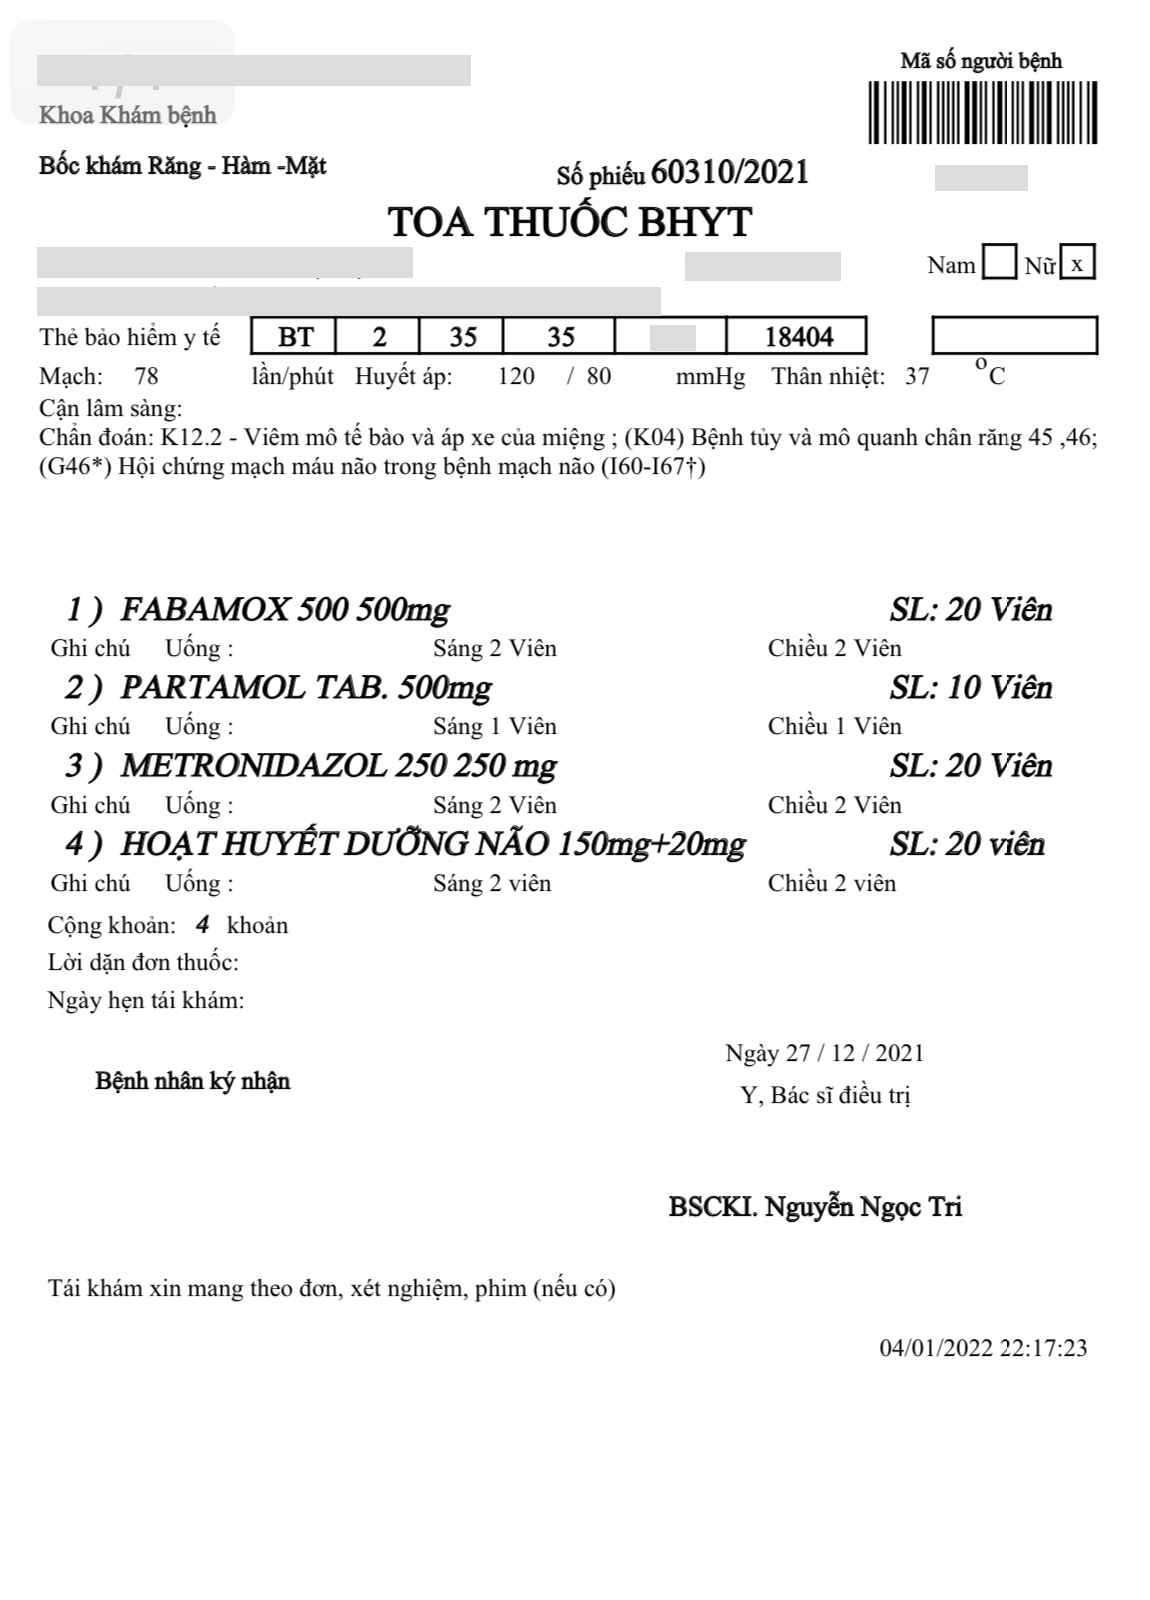 Mã số người bệnh
Khoa Khám bệnh
Bốc khám Răng - Hàm -Mặt
Số phiếu 60310/2021
TOA THUỐC BHYT
Nam Nữ x
Thẻ bảo hiểm y tế BT 2 35 35 18404
Mạch: 78 lần/phút Huyết áp: 120 / 80 mmHg Thân nhiệt: 37 °C
Cận lâm sàng:
Chẩn đoán: K12.2 - Viêm mô tế bào và áp xe của miệng ; (K04) Bệnh tủy và mô quanh chân răng 45 ,46;
(G46*) Hội chứng mạch máu não trong bệnh mạch não (I60-I67†)
1 ) FABAMOX 500 500mg SL: 20 Viên
Ghi chú Uống : Sáng 2 Viên Chiều 2 Viên
2 ) PARTAMOL TAB. 500mg SL: 10 Viên
Ghi chú Uống : Sáng 1 Viên Chiều 1 Viên
3 ) METRONIDAZOL 250 250 mg SL: 20 Viên
Ghi chú Uống : Sáng 2 Viên Chiều 2 Viên
4 ) HOẠT HUYẾT DƯỠNG NÃO 150mg+20mg SL: 20 viên
Ghi chú Uống : Sáng 2 viên Chiều 2 viên
Cộng khoản: 4 khoản
Lời dặn đơn thuốc:
Ngày hẹn tái khám:
Ngày 27 / 12 / 2021
Bệnh nhân ký nhận
Y, Bác sĩ điều trị
BSCKI. Nguyễn Ngọc Tri
Tái khám xin mang theo đơn, xét nghiệm, phim (nếu có)
04/01/2022 22:17:23